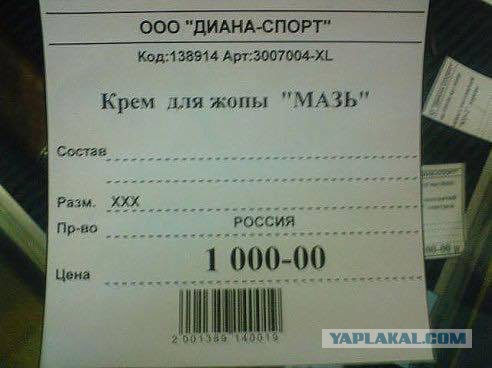 ООО "ДИАНА-СПОРТ"
Код:138914 Арт:3007004-XL
Крем для жопы "МАЗЬ"
Состав
Разм. XXX
Пр-во РОССИЯ
Цена 1 000-00
2 001389 140019
YAPLAKAL.COM